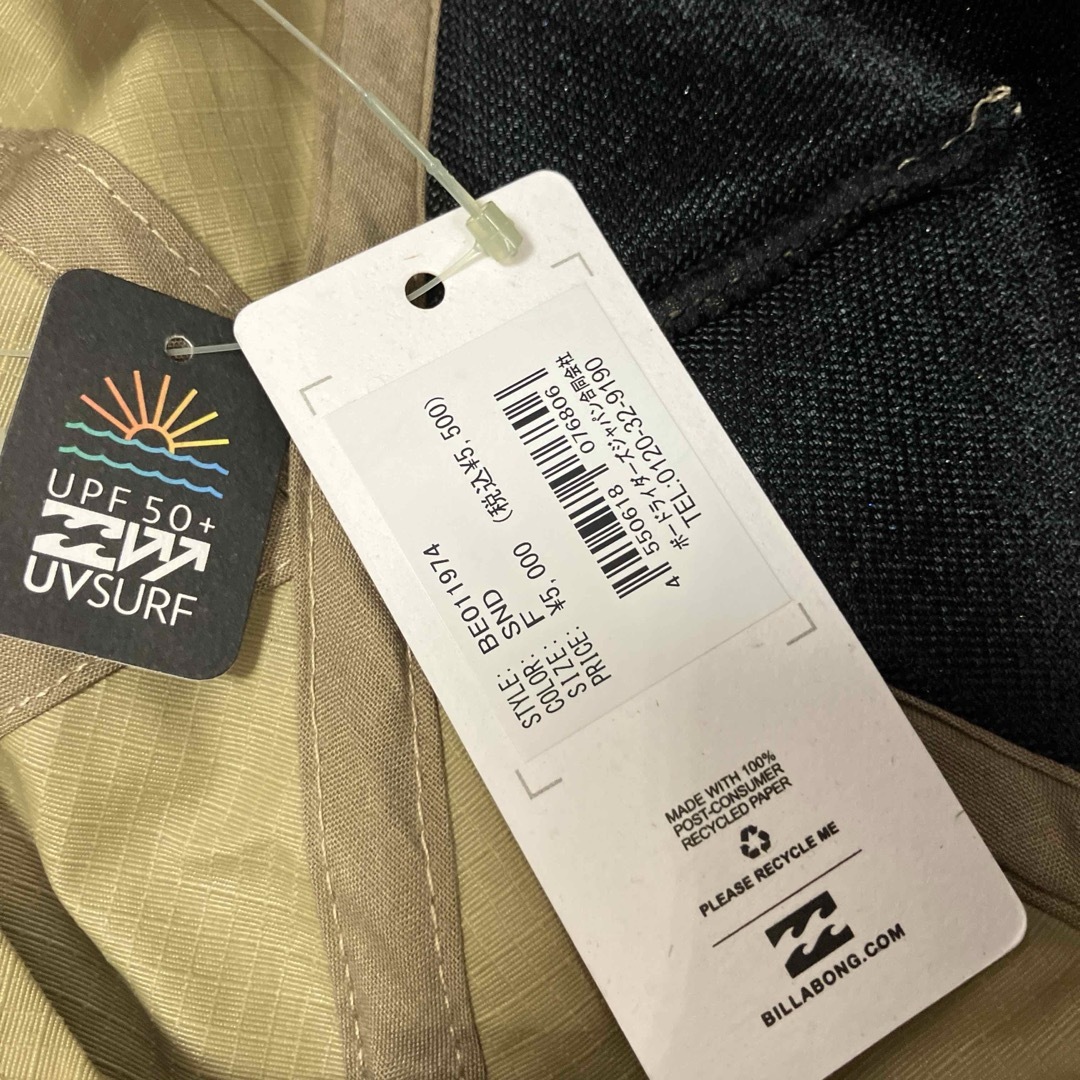 UPF 50+
UVSURF
STYLE: BE011974
COLOR: SND
SIZE: F
PRICE: ¥5,000 (税込¥5,500)
4 550618 076806
ボードライダーズジャパン合同会社
TEL:0120-32-9190
MADE WITH 100%
POST-CONSUMER
RECYCLED PAPER
PLEASE RECYCLE ME
BILLABONG.COM